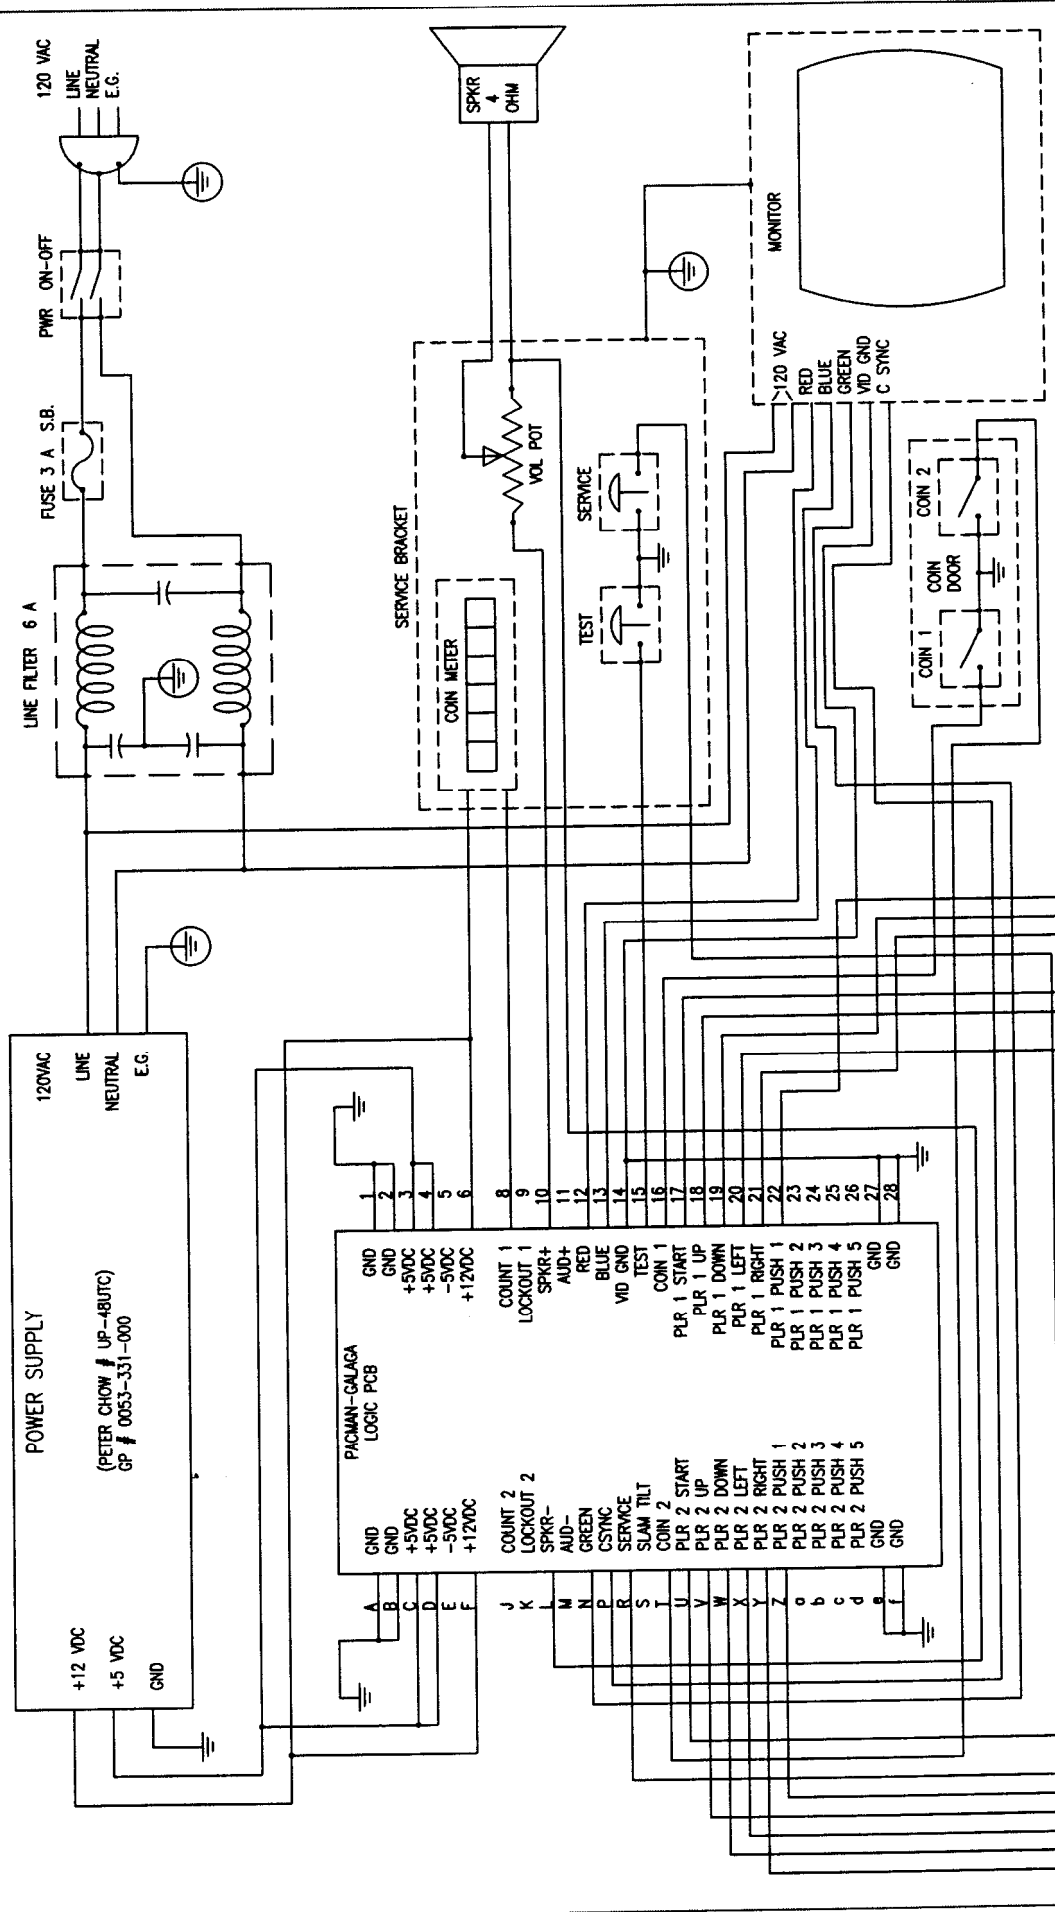 120 VAC
LINE
NEUTRAL
E.G.
PWR ON-OFF
FUSE 3 A S.B.
LINE FILTER 6 A
SPKR
4
OHM
SERVICE BRACKET
VOL POT
COIN METER
SERVICE
TEST
MONITOR
120 VAC
RED
BLUE
GREEN
VID GND
C SYNC
COIN 2
COIN
DOOR
COIN 1
POWER SUPPLY
(PETER CHOW # UP-48UTC)
GP # 0053-331-000
120VAC
LINE
NEUTRAL
E.G.
+12 VDC
+5 VDC
GND
PACMAN-GALAGA
LOGIC PCB
GND 1
GND 2
+5VDC 3
+5VDC 4
-5VDC 5
+12VDC 6
COUNT 1 8
LOCKOUT 1 9
SPKR+ 10
AUD+ 11
RED 12
BLUE 13
VID GND 14
TEST 15
COIN 1 16
PLR 1 START 17
PLR 1 UP 18
PLR 1 DOWN 19
PLR 1 LEFT 20
PLR 1 RIGHT 21
PLR 1 PUSH 1 22
PLR 1 PUSH 2 23
PLR 1 PUSH 3 24
PLR 1 PUSH 4 25
PLR 1 PUSH 5 26
GND 27
GND 28
A GND
B GND
C +5VDC
D +5VDC
E -5VDC
F +12VDC
J COUNT 2
K LOCKOUT 2
L SPKR-
M AUD-
N GREEN
P CSYNC
R SERVICE
S SLAM TILT
T COIN 2
U PLR 2 START
V PLR 2 UP
W PLR 2 DOWN
X PLR 2 LEFT
Y PLR 2 RIGHT
Z PLR 2 PUSH 1
a PLR 2 PUSH 2
b PLR 2 PUSH 3
c PLR 2 PUSH 4
d PLR 2 PUSH 5
e GND
f GND